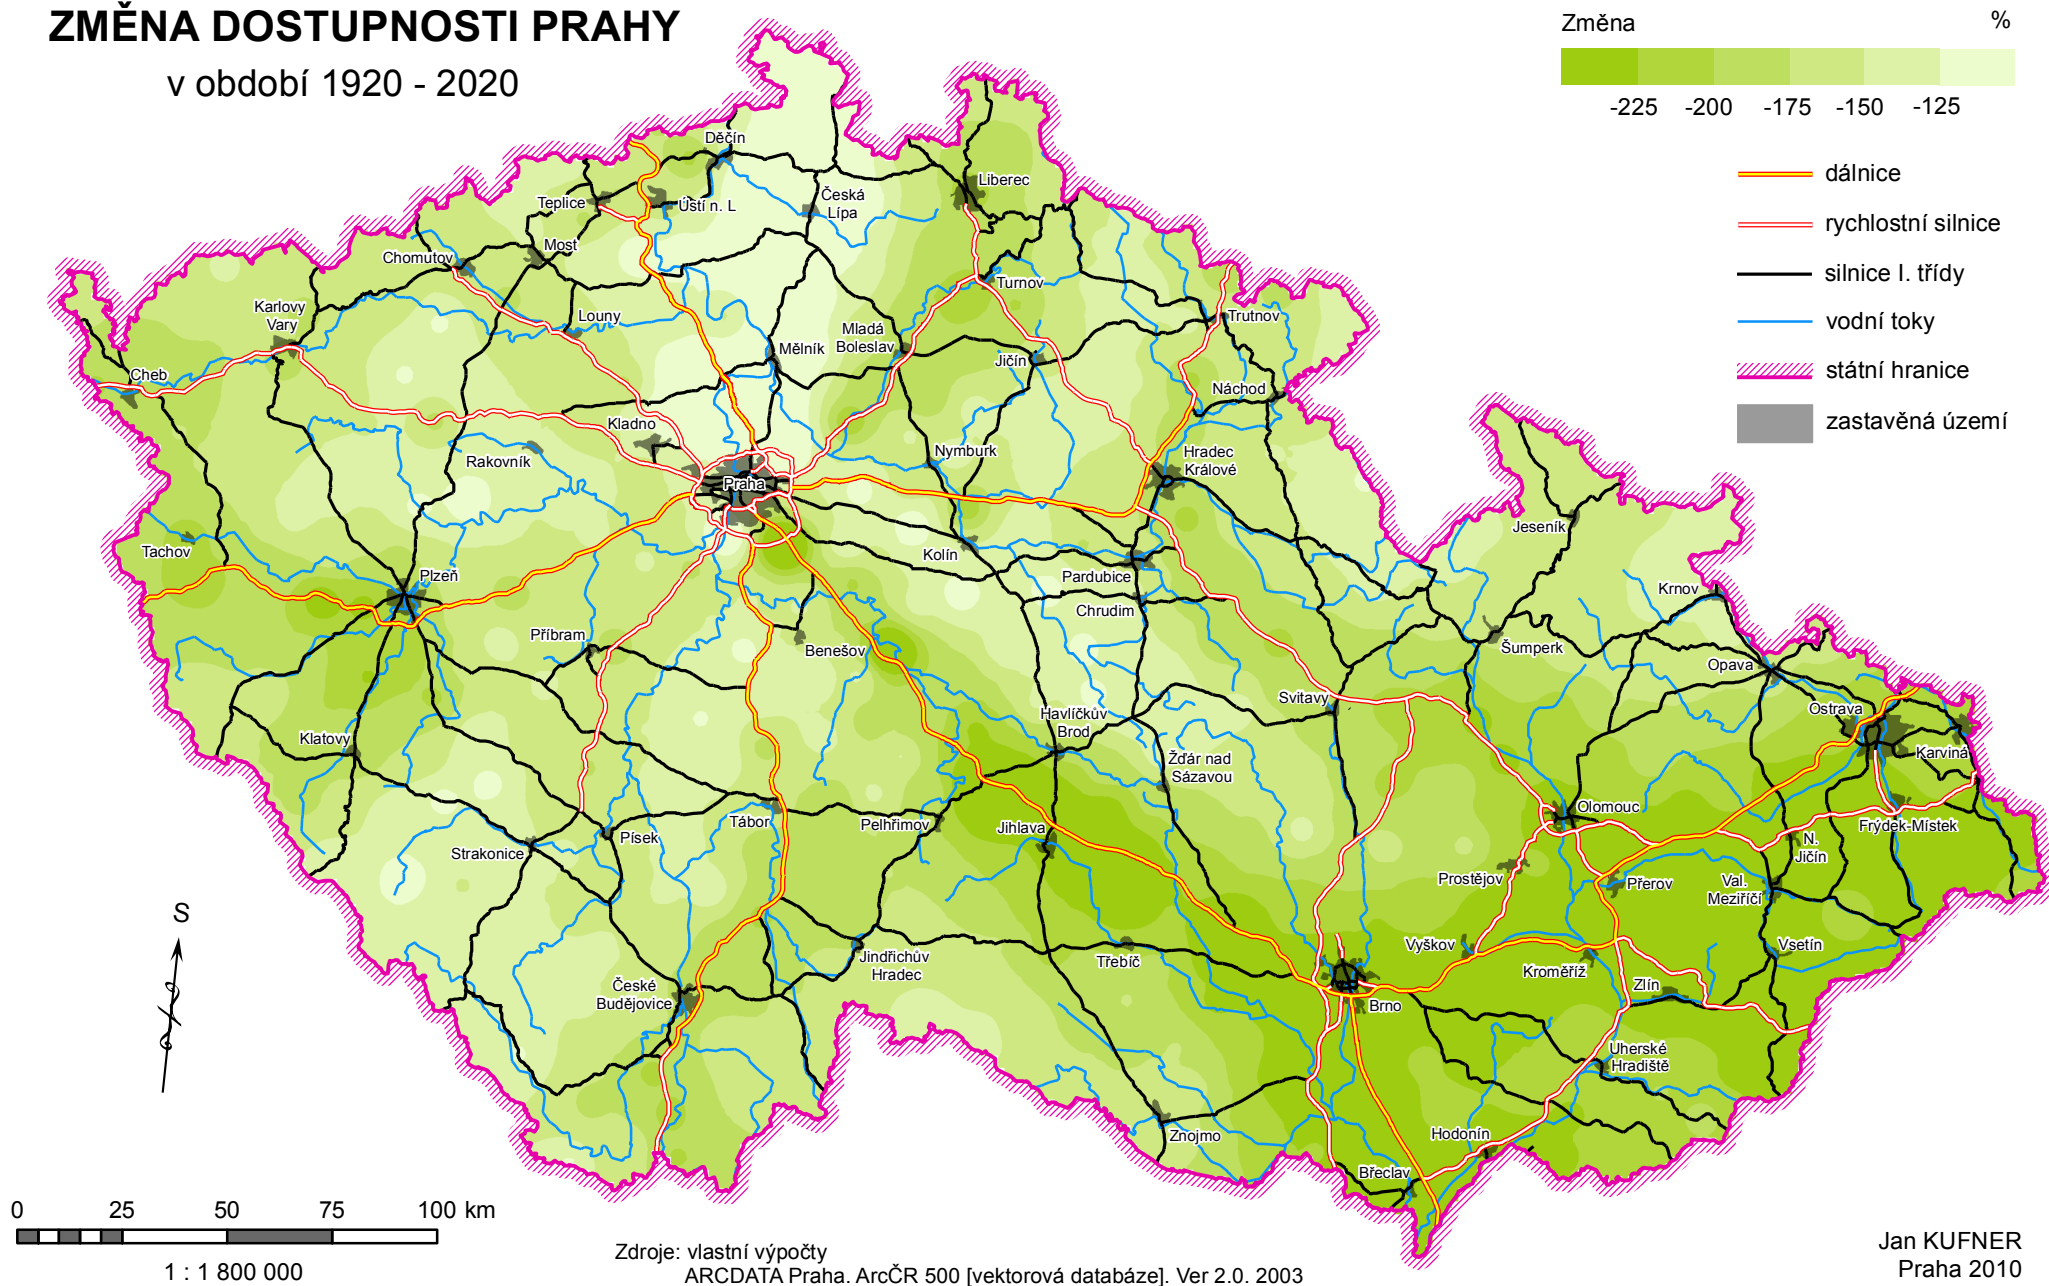 ZMĚNA DOSTUPNOSTI PRAHY
v období 1920 - 2020
Změna %
-225 -200 -175 -150 -125
dálnice
rychlostní silnice
silnice I. třídy
vodní toky
státní hranice
zastavěná území
Děčín
Liberec
Teplice
Ústí n. L
Česká
Lípa
Most
Chomutov
Turnov
Karlovy
Vary
Louny
Trutnov
Mladá
Boleslav
Mělník
Jičín
Cheb
Náchod
Kladno
Rakovník
Nymburk
Hradec
Králové
Praha
Jeseník
Tachov
Kolín
Plzeň
Pardubice
Krnov
Chrudim
Příbram
Benešov
Šumperk
Opava
Svitavy
Havlíčkův
Brod
Ostrava
Klatovy
Karviná
Žďár nad
Sázavou
Olomouc
Tábor
Pelhřimov
Jihlava
Frýdek-Místek
Písek
N.
Jičín
Strakonice
Prostějov
Přerov
Val.
Meziříčí
S
Vyškov
Vsetín
Jindřichův
Hradec
Třebíč
Kroměříž
České
Budějovice
Zlín
Brno
Uherské
Hradiště
Znojmo
Hodonín
Břeclav
0 25 50 75 100 km
1 : 1 800 000
Zdroje: vlastní výpočty
ARCDATA Praha. ArcČR 500 [vektorová databáze]. Ver 2.0. 2003
Jan KUFNER
Praha 2010